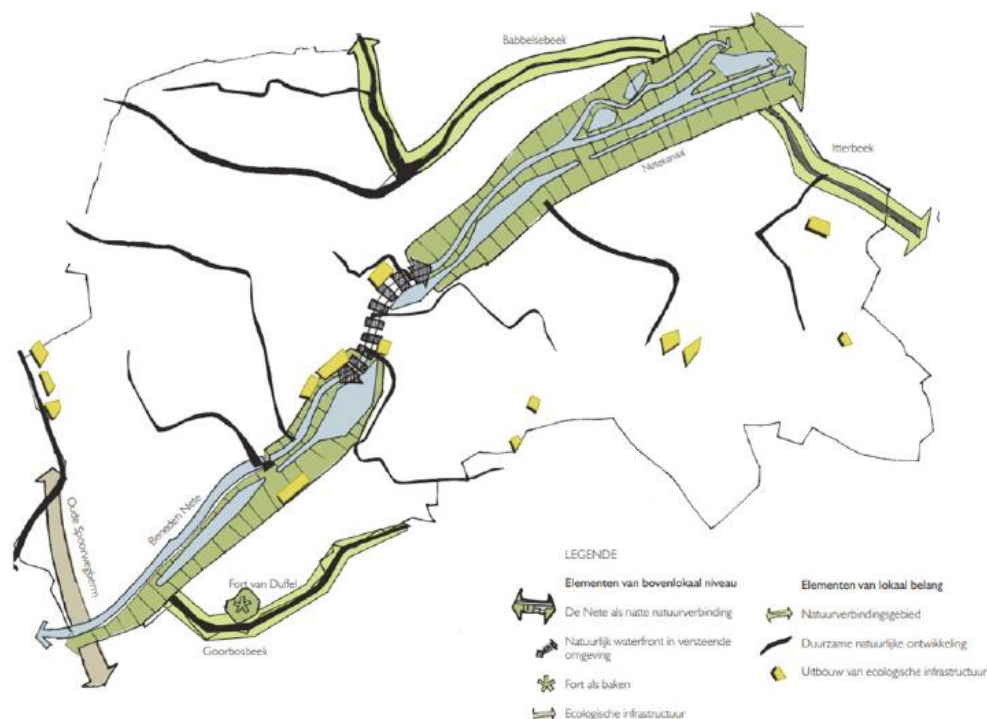 Babbelsebeek
Itterbeek
Netekanaal
Beneden Nete
Oude Spoorwegberm
Fort van Duffel
Goorbosbeek
LEGENDE
Elementen van bovenlokaal niveau
De Nete als natte natuurverbinding
Natuurlijk waterfront in versteende
omgeving
Fort als baken
Ecologische infrastructuur
Elementen van lokaal belang
Natuurverbindingsgebied
Duurzame natuurlijke ontwikkeling
Uitbouw van ecologische infrastructuur